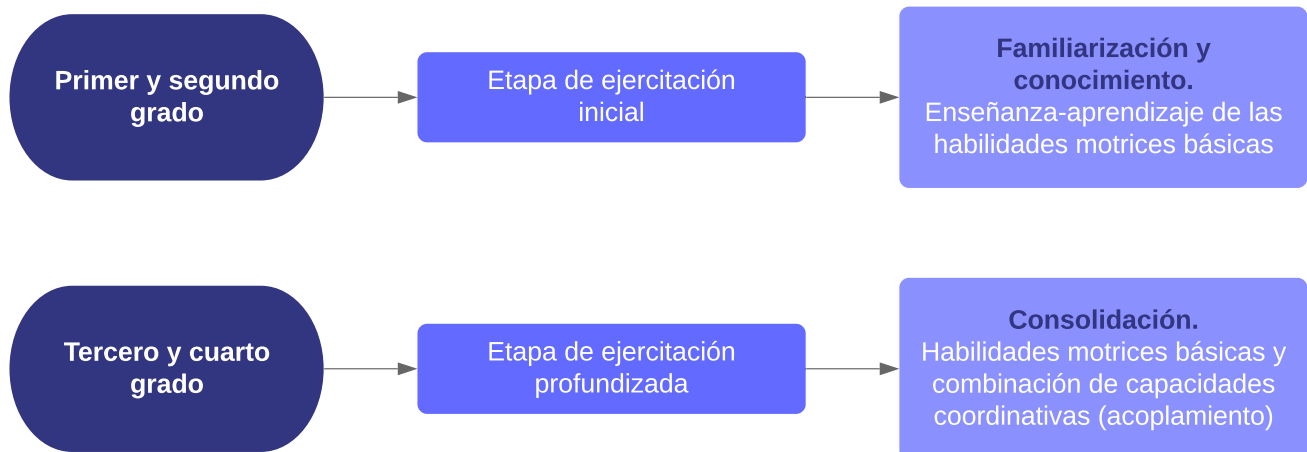 Primer y segundo
grado
Etapa de ejercitación
inicial
Familiarización y
conocimiento.
Enseñanza-aprendizaje de las
habilidades motrices básicas
Tercero y cuarto
grado
Etapa de ejercitación
profundizada
Consolidación.
Habilidades motrices básicas y
combinación de capacidades
coordinativas (acoplamiento)